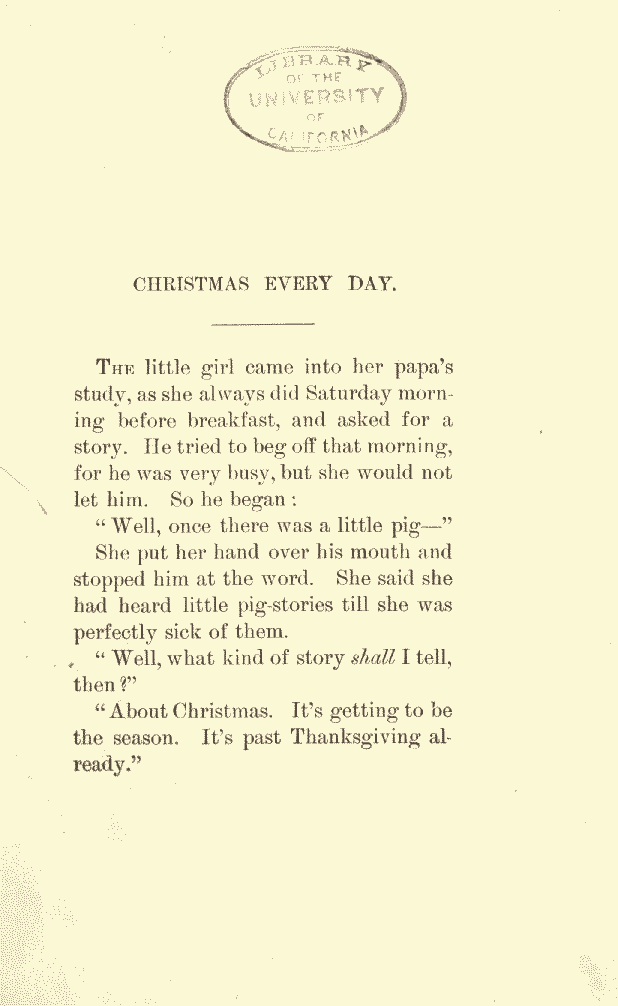 LIBRARY
OF THE
UNIVERSITY
OF
CALIFORNIA
CHRISTMAS EVERY DAY.
THE little girl came into her papa's
study, as she always did Saturday morn-
ing before breakfast, and asked for a
story. He tried to beg off that morning,
for he was very busy, but she would not
let him. So he began :
“ Well, once there was a little pig—”
She put her hand over his mouth and
stopped him at the word. She said she
had heard little pig-stories till she was
perfectly sick of them.
“ Well, what kind of story shall I tell,
then ?”
“ About Christmas. It's getting to be
the season. It's past Thanksgiving al-
ready.”